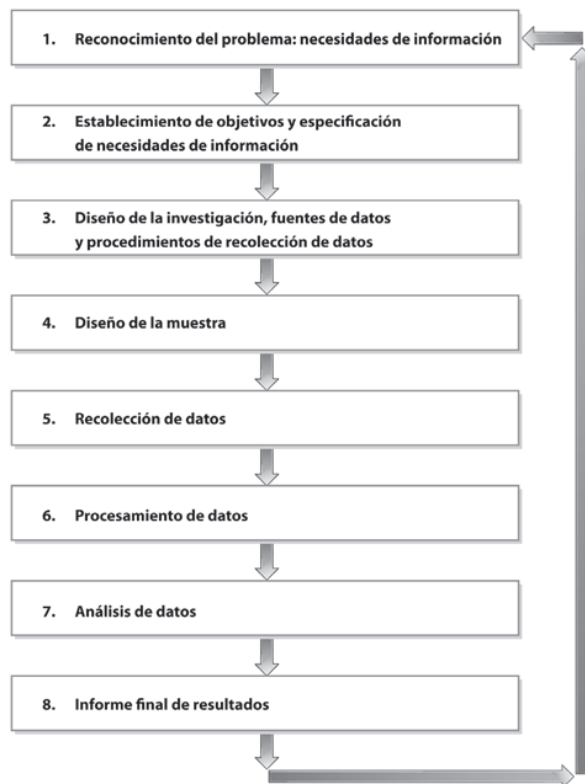 1. Reconocimiento del problema: necesidades de información
2. Establecimiento de objetivos y especificación
de necesidades de información
3. Diseño de la investigación, fuentes de datos
y procedimientos de recolección de datos
4. Diseño de la muestra
5. Recolección de datos
6. Procesamiento de datos
7. Análisis de datos
8. Informe final de resultados